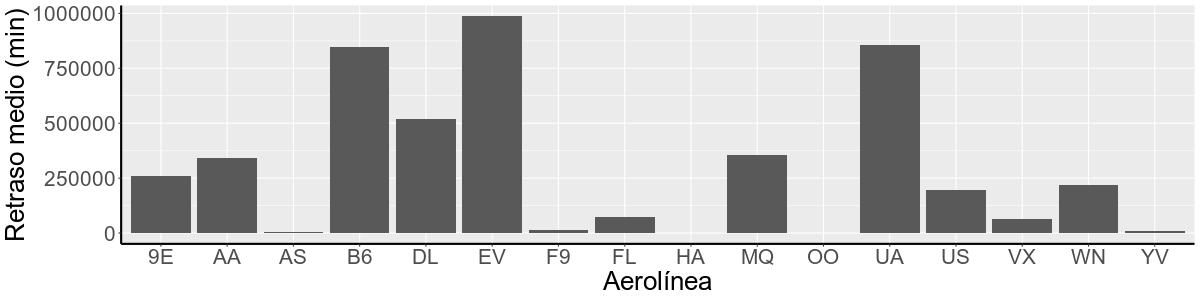 Retraso medio (min)
1000000
750000
500000
250000
0
9E AA AS B6 DL EV F9 FL HA MQ OO UA US VX WN YV
Aerolínea